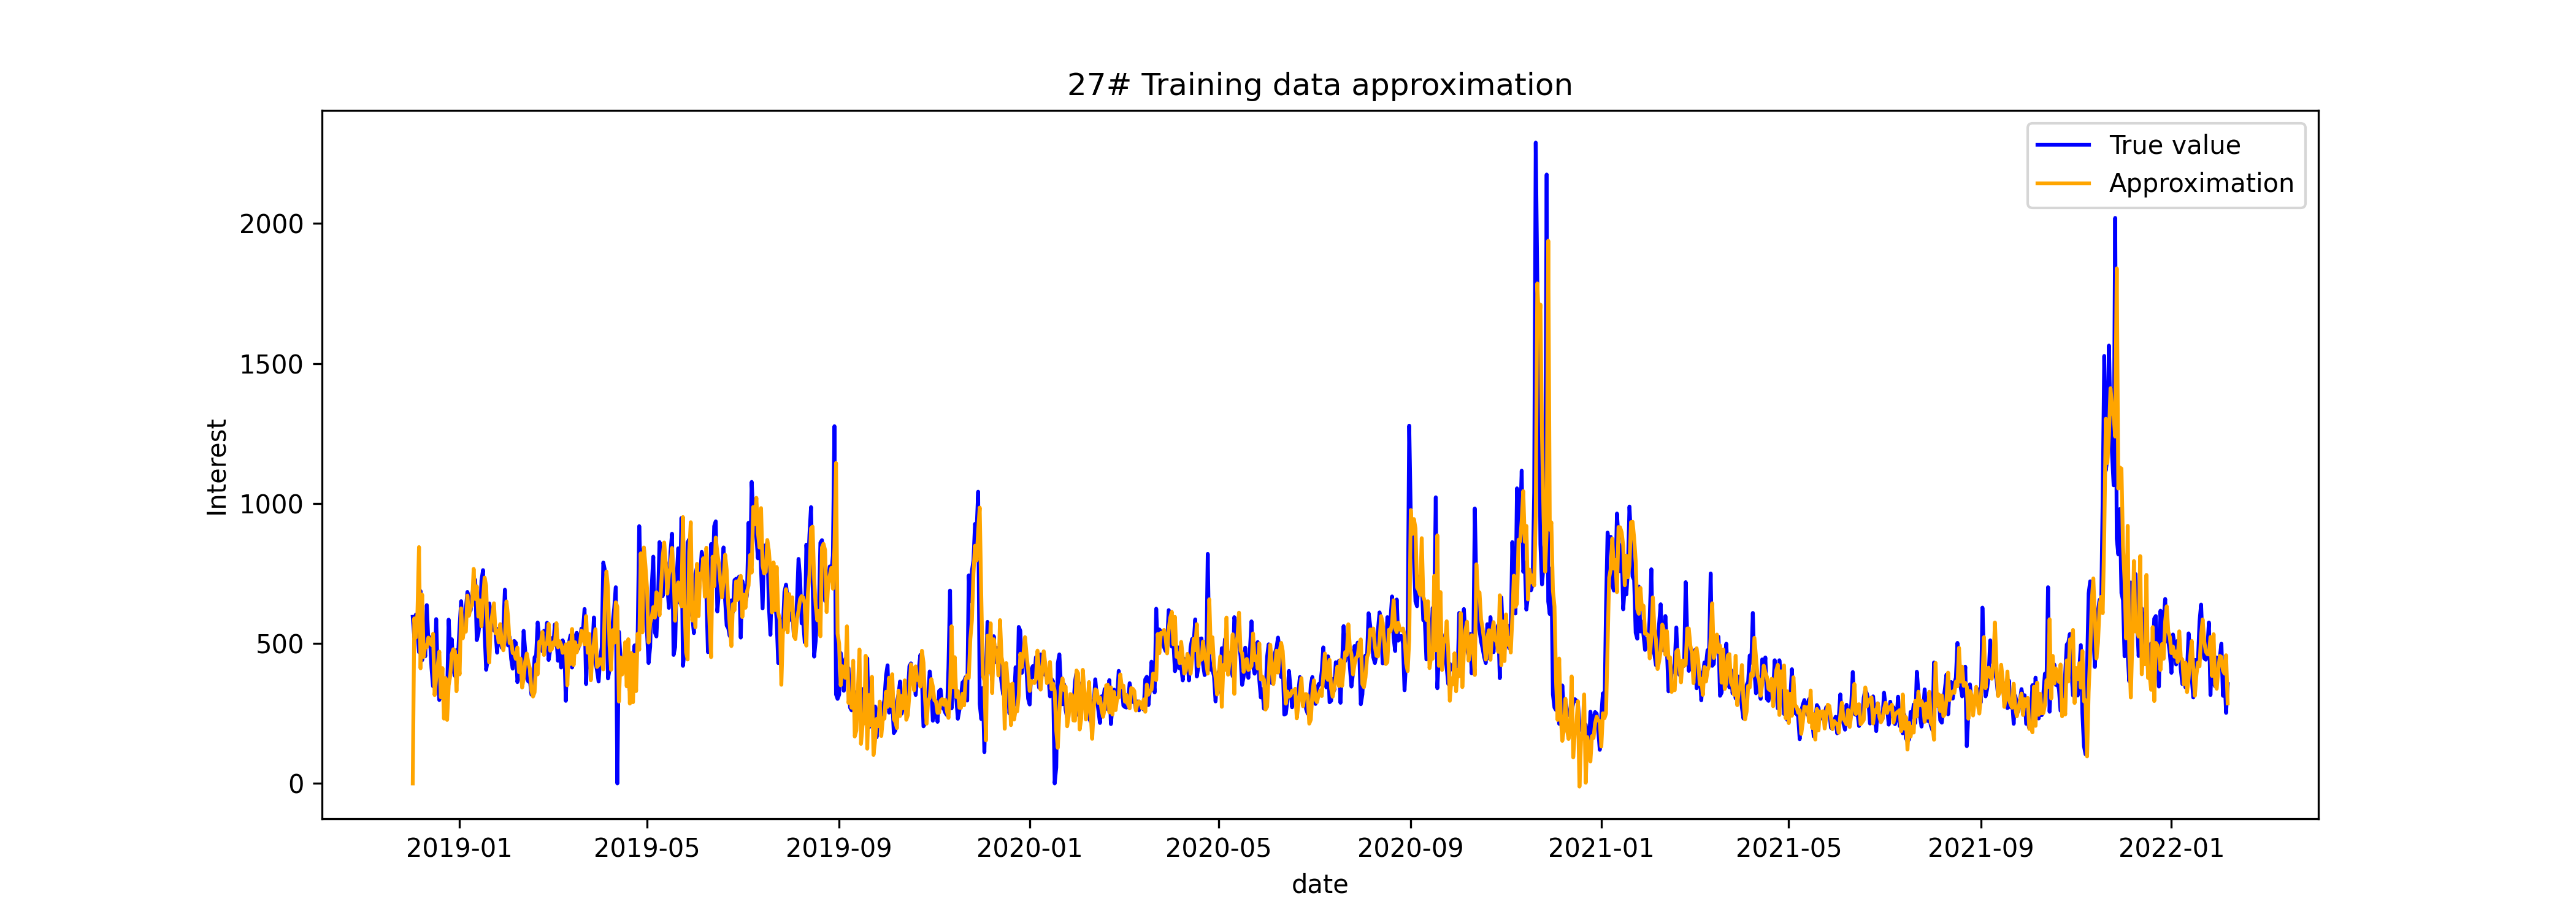 27# Training data approximation
True value
Approximation
Interest
2000
1500
1000
500
0
2019-01 2019-05 2019-09 2020-01 2020-05 2020-09 2021-01 2021-05 2021-09 2022-01
date